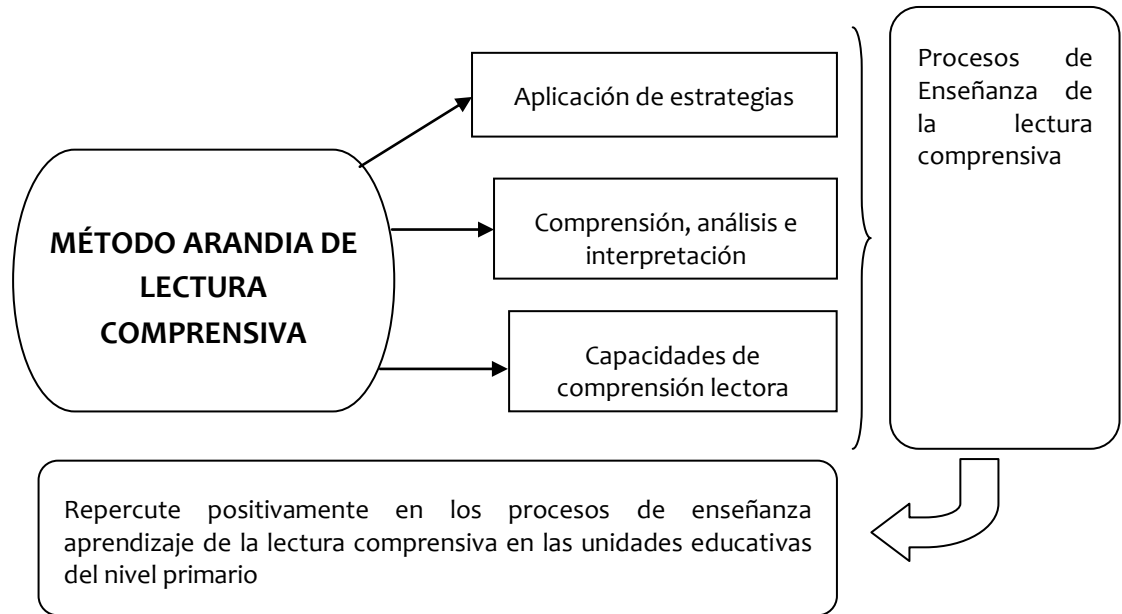 MÉTODO ARANDIA DE
LECTURA
COMPRENSIVA
Aplicación de estrategias
Comprensión, análisis e
interpretación
Capacidades de
comprensión lectora
Procesos de
Enseñanza de
la lectura
comprensiva
Repercute positivamente en los procesos de enseñanza
aprendizaje de la lectura comprensiva en las unidades educativas
del nivel primario